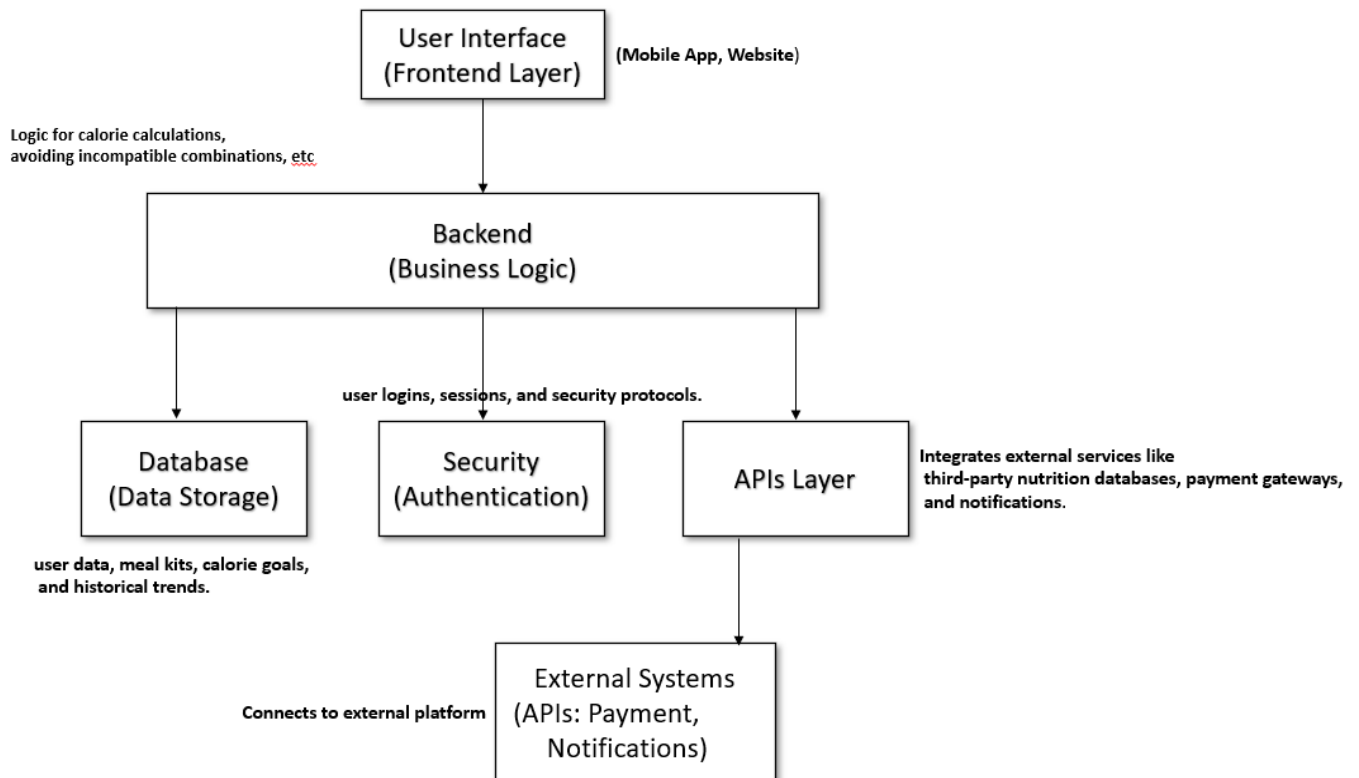 User Interface
(Frontend Layer)
(Mobile App, Website)
Logic for calorie calculations,
avoiding incompatible combinations, etc
Backend
(Business Logic)
user logins, sessions, and security protocols.
Database
(Data Storage)
Security
(Authentication)
APIs Layer
Integrates external services like
third-party nutrition databases, payment gateways,
and notifications.
user data, meal kits, calorie goals,
and historical trends.
External Systems
(APIs: Payment,
Notifications)
Connects to external platform